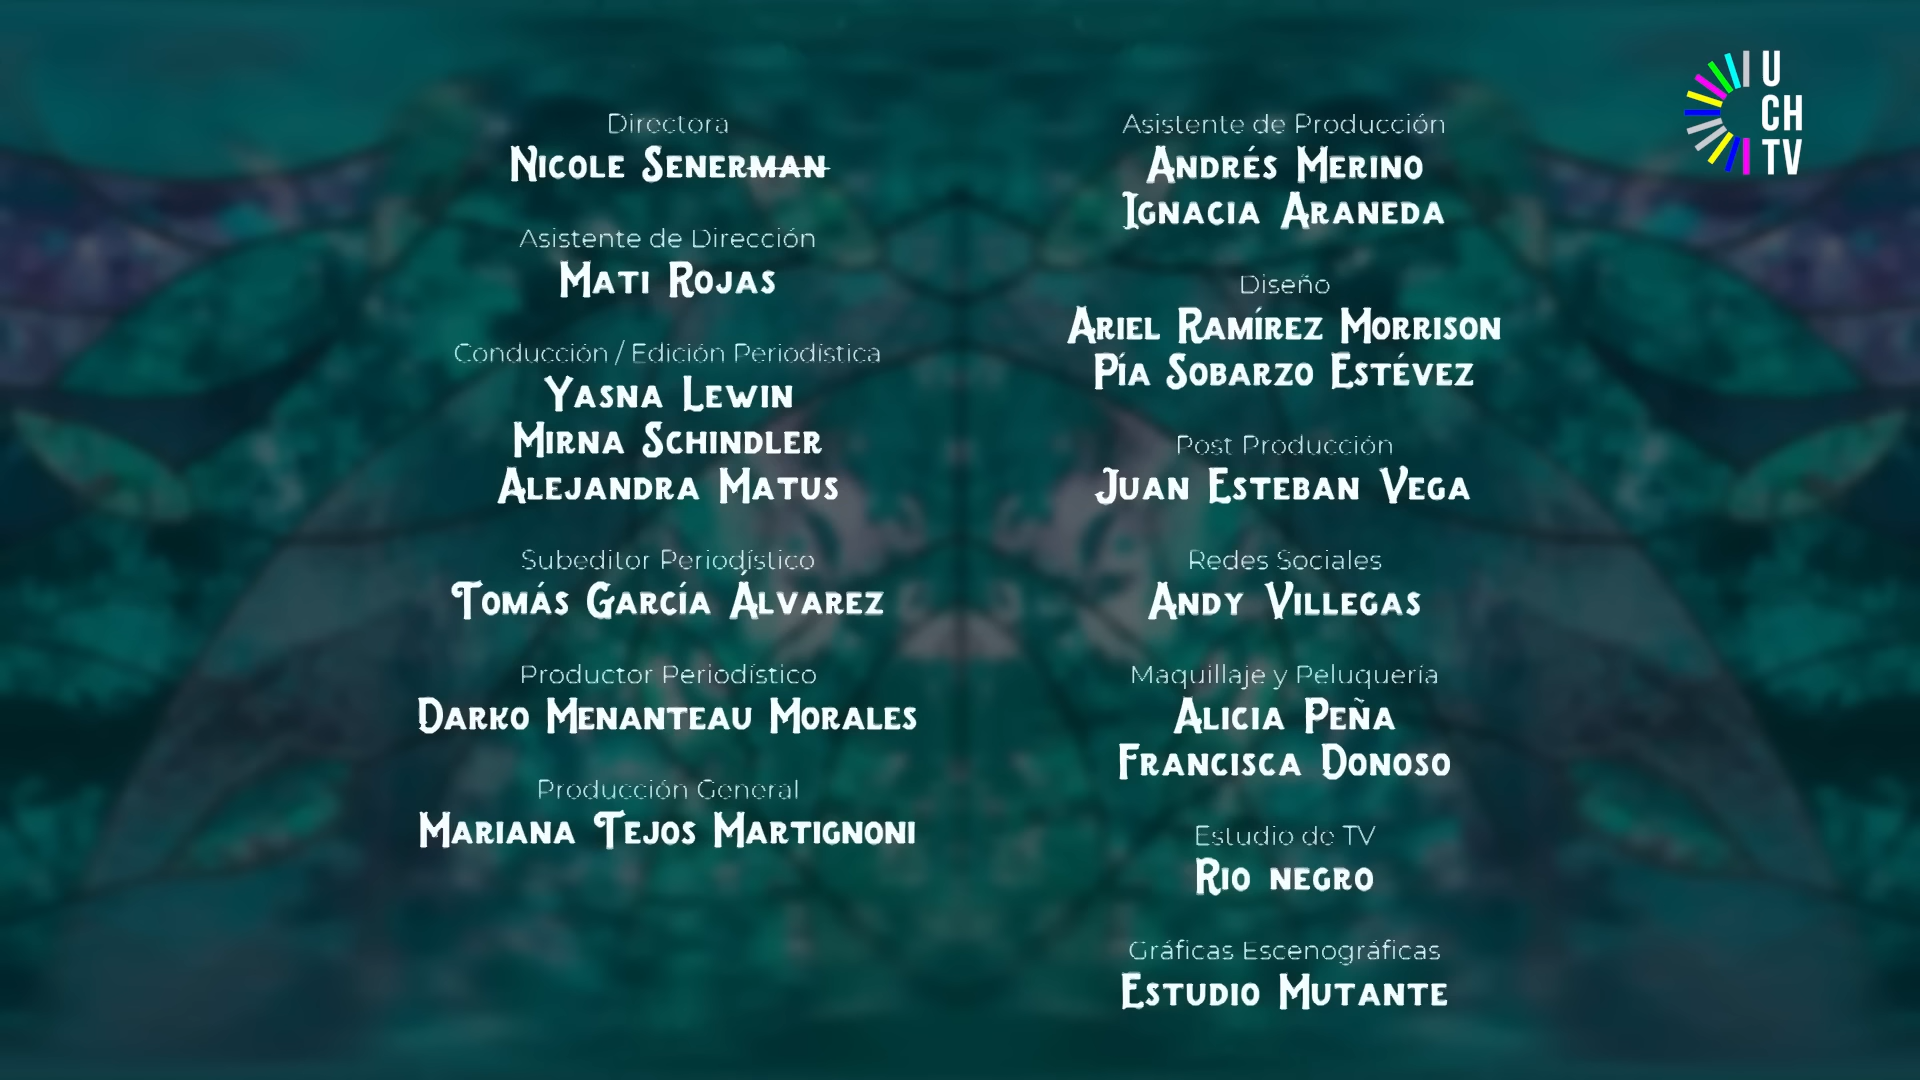 Directora
Nicole Senerman
Asistente de Dirección
Mati Rojas
Conducción / Edición Periodística
Yasna Lewin
Mirna Schindler
Alejandra Matus
Subeditor Periodístico
Tomás García Álvarez
Productor Periodístico
Darko Menanteau Morales
Producción General
Mariana Tejos Martignoni
Asistente de Producción
Andrés Merino
Ignacia Araneda
Diseño
Ariel Ramírez Morrison
Pía Sobarzo Estévez
Post Producción
Juan Esteban Vega
Redes Sociales
Andy Villegas
Maquillaje y Peluquería
Alicia Peña
Francisca Donoso
Estudio de TV
Rio negro
Gráficas Escenográficas
Estudio Mutante
U
CH
TV